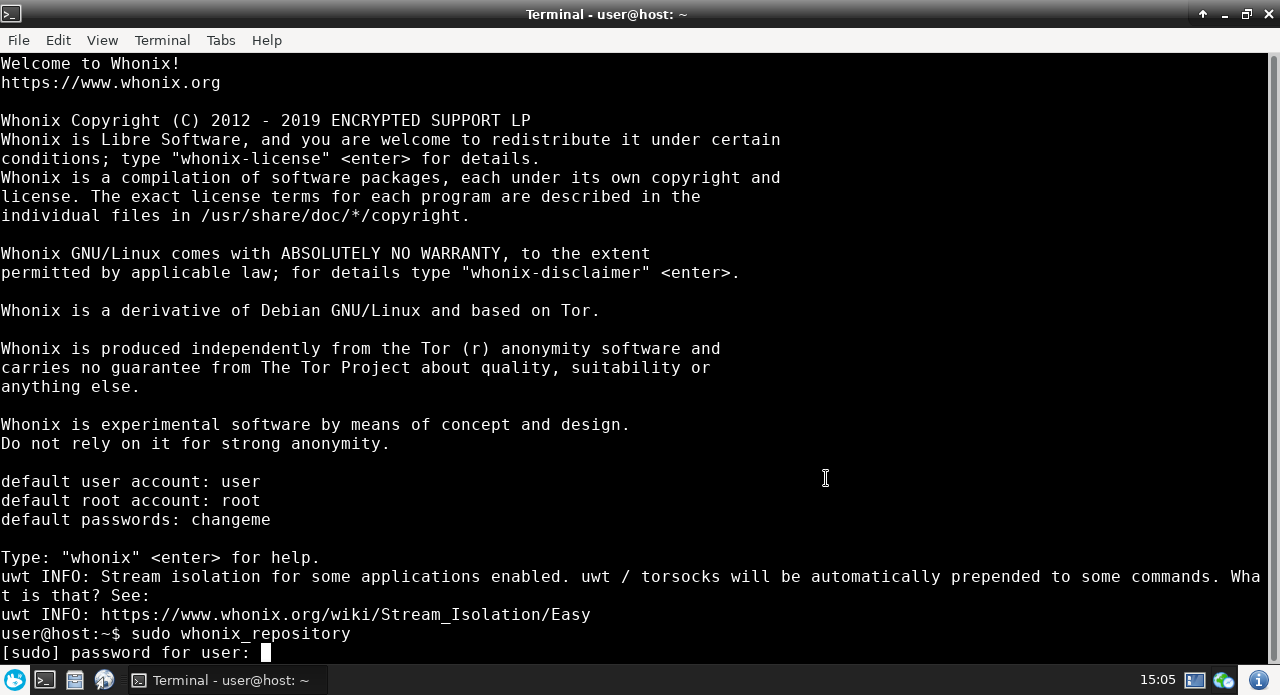 Terminal - user@host: ~
File Edit View Terminal Tabs Help
Welcome to Whonix!
https://www.whonix.org
Whonix Copyright (C) 2012 - 2019 ENCRYPTED SUPPORT LP
Whonix is Libre Software, and you are welcome to redistribute it under certain
conditions; type "whonix-license" <enter> for details.
Whonix is a compilation of software packages, each under its own copyright and
license. The exact license terms for each program are described in the
individual files in /usr/share/doc/*/copyright.
Whonix GNU/Linux comes with ABSOLUTELY NO WARRANTY, to the extent
permitted by applicable law; for details type "whonix-disclaimer" <enter>.
Whonix is a derivative of Debian GNU/Linux and based on Tor.
Whonix is produced independently from the Tor (r) anonymity software and
carries no guarantee from The Tor Project about quality, suitability or
anything else.
Whonix is experimental software by means of concept and design.
Do not rely on it for strong anonymity.
default user account: user
default root account: root
default passwords: changeme
Type: "whonix" <enter> for help.
uwt INFO: Stream isolation for some applications enabled. uwt / torsocks will be automatically prepended to some commands. Wha
t is that? See:
uwt INFO: https://www.whonix.org/wiki/Stream_Isolation/Easy
user@host:~$ sudo whonix_repository
[sudo] password for user:
Terminal - user@host: ~
15:05